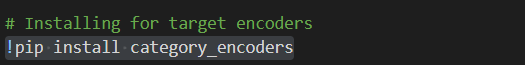 # Installing for target encoders
!pip install category_encoders